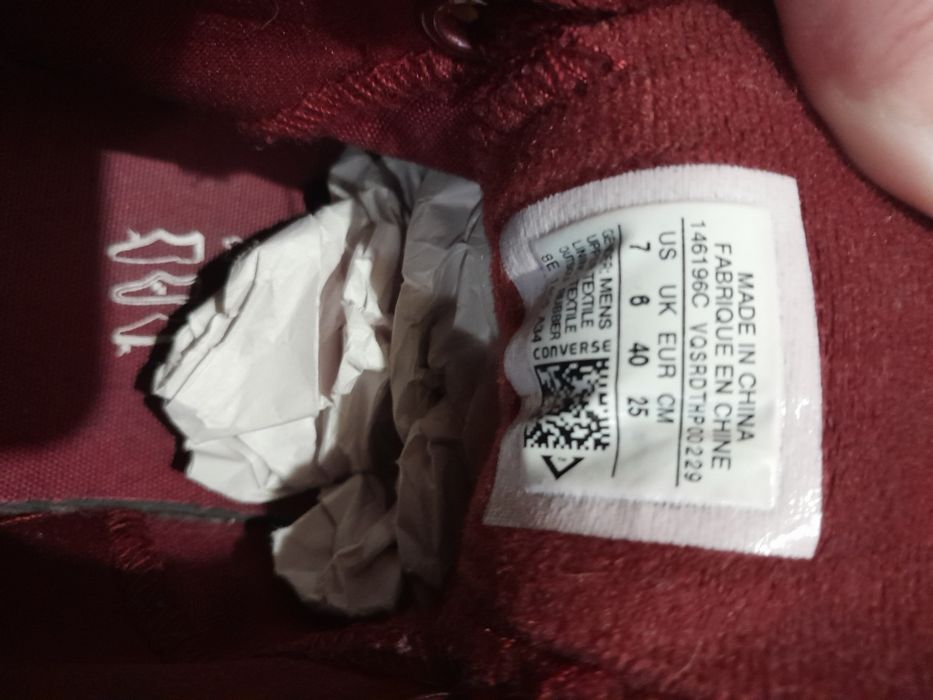 MADE IN CHINA
FABRIQUE EN CHINE
146196C VQSRDTHP00229
US UK EUR CM
7 6 40 25
MENS
TEXTILE
TEXTILE
CONVERSE